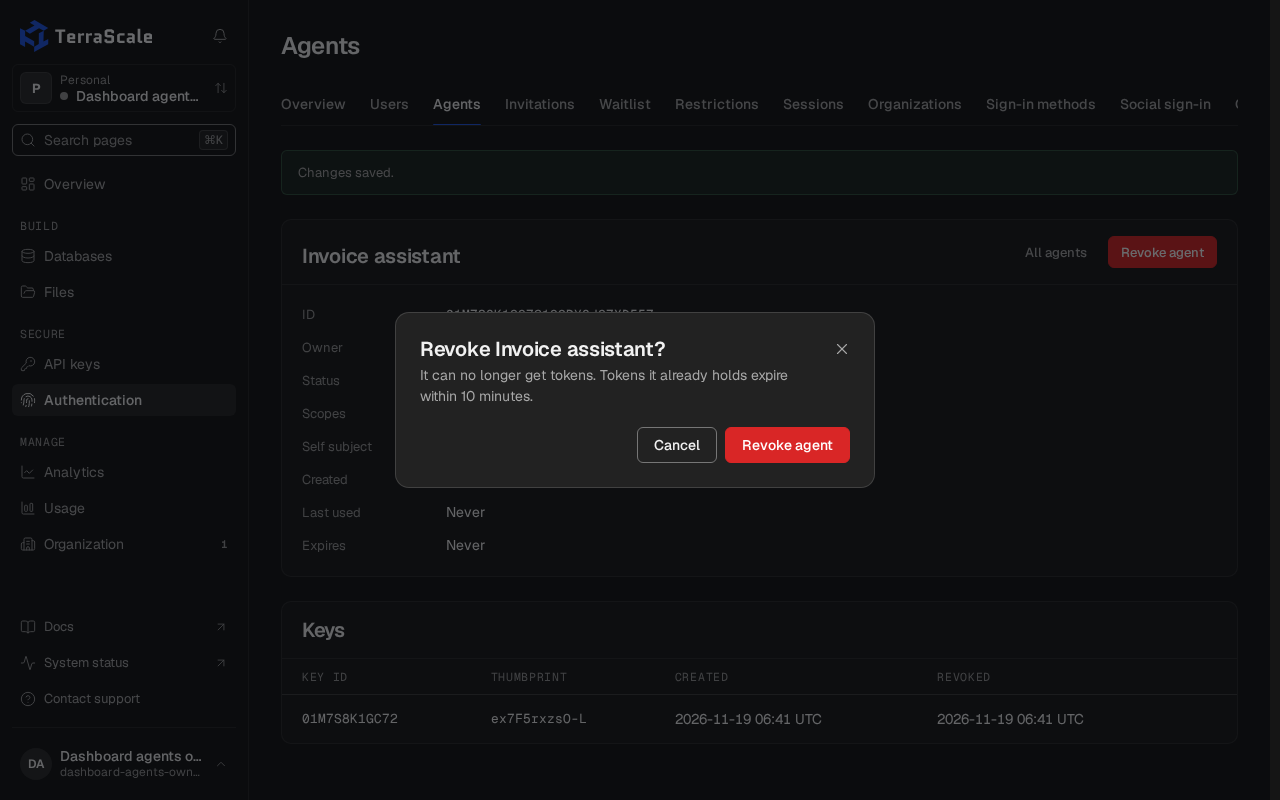 TerraScale
P
Personal
Dashboard agent...
Search pages
⌘K
Overview
BUILD
Databases
Files
SECURE
API keys
Authentication
MANAGE
Analytics
Usage
Organization
1
Docs
System status
Contact support
DA
Dashboard agents o...
dashboard-agents-own...
Agents
Overview
Users
Agents
Invitations
Waitlist
Restrictions
Sessions
Organizations
Sign-in methods
Social sign-in
Changes saved.
Invoice assistant
All agents
Revoke agent
ID
Owner
Status
Scopes
Self subject
Created
Last used
Never
Expires
Never
Revoke Invoice assistant?
It can no longer get tokens. Tokens it already holds expire
within 10 minutes.
Cancel
Revoke agent
Keys
KEY ID
THUMBPRINT
CREATED
REVOKED
01M7S8K1GC72
ex7F5rxzsO-L
2026-11-19 06:41 UTC
2026-11-19 06:41 UTC